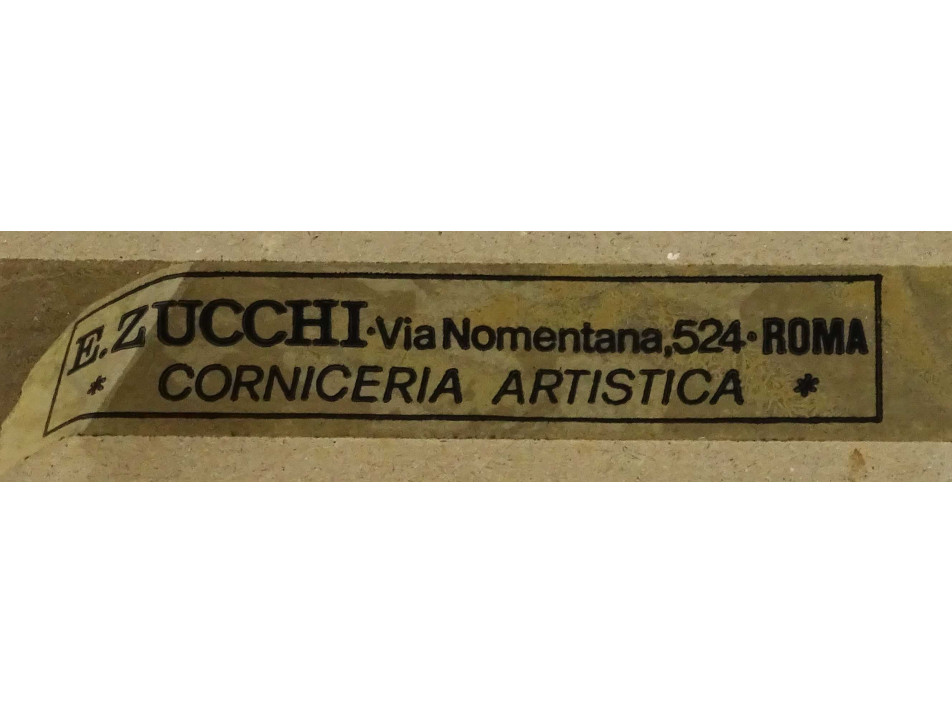 E. ZUCCHI · Via Nomentana, 524 · ROMA
* CORNICERIA ARTISTICA *